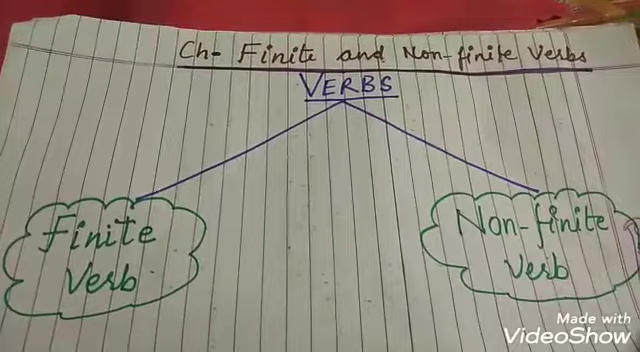 Ch- Finite and Non-finite Verbs
VERBS
Finite
Verb
Non-finite
Verb
Made with
VideoShow